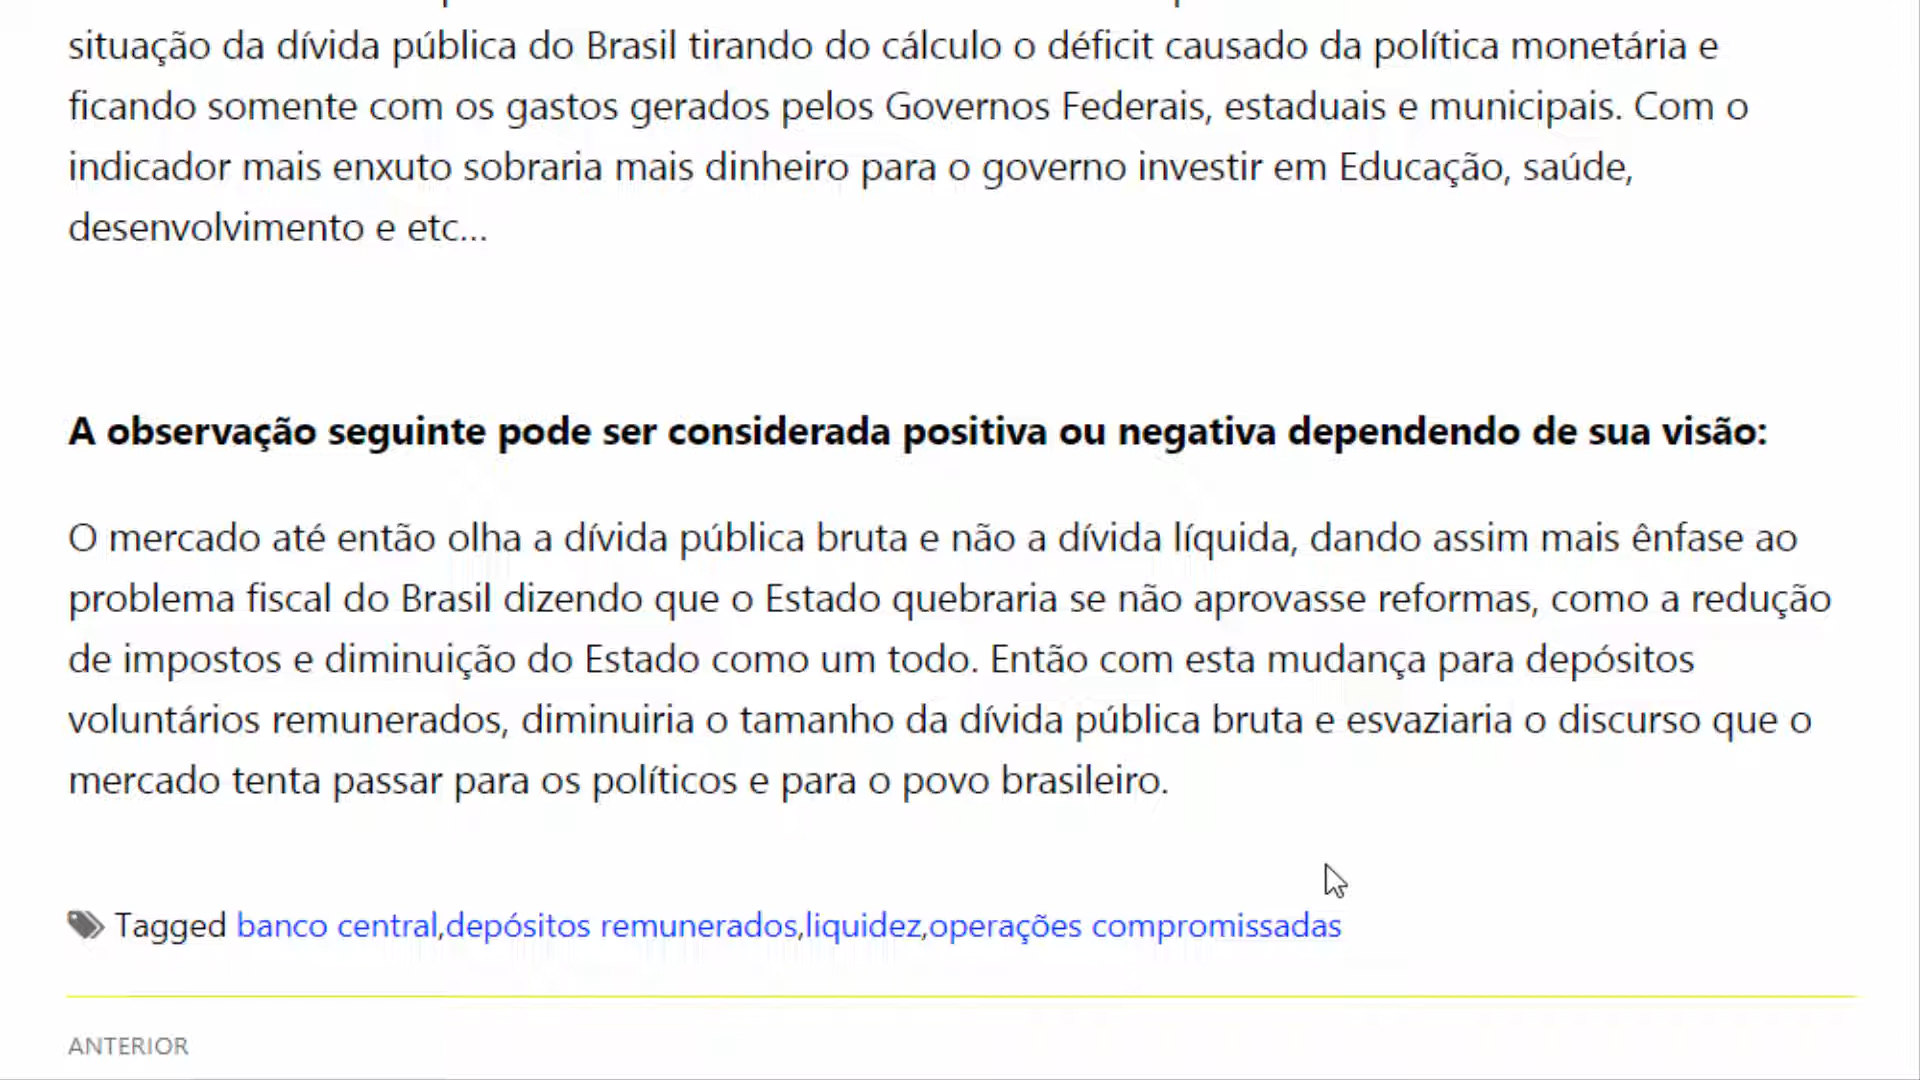 situação da dívida pública do Brasil tirando do cálculo o déficit causado da política monetária e
ficando somente com os gastos gerados pelos Governos Federais, estaduais e municipais. Com o
indicador mais enxuto sobraria mais dinheiro para o governo investir em Educação, saúde,
desenvolvimento e etc...
A observação seguinte pode ser considerada positiva ou negativa dependendo de sua visão:
O mercado até então olha a dívida pública bruta e não a dívida líquida, dando assim mais ênfase ao
problema fiscal do Brasil dizendo que o Estado quebraria se não aprovasse reformas, como a redução
de impostos e diminuição do Estado como um todo. Então com esta mudança para depósitos
voluntários remunerados, diminuiria o tamanho da dívida pública bruta e esvaziaria o discurso que o
mercado tenta passar para os políticos e para o povo brasileiro.
Tagged banco central,depósitos remunerados,liquidez,operações compromissadas
ANTERIOR